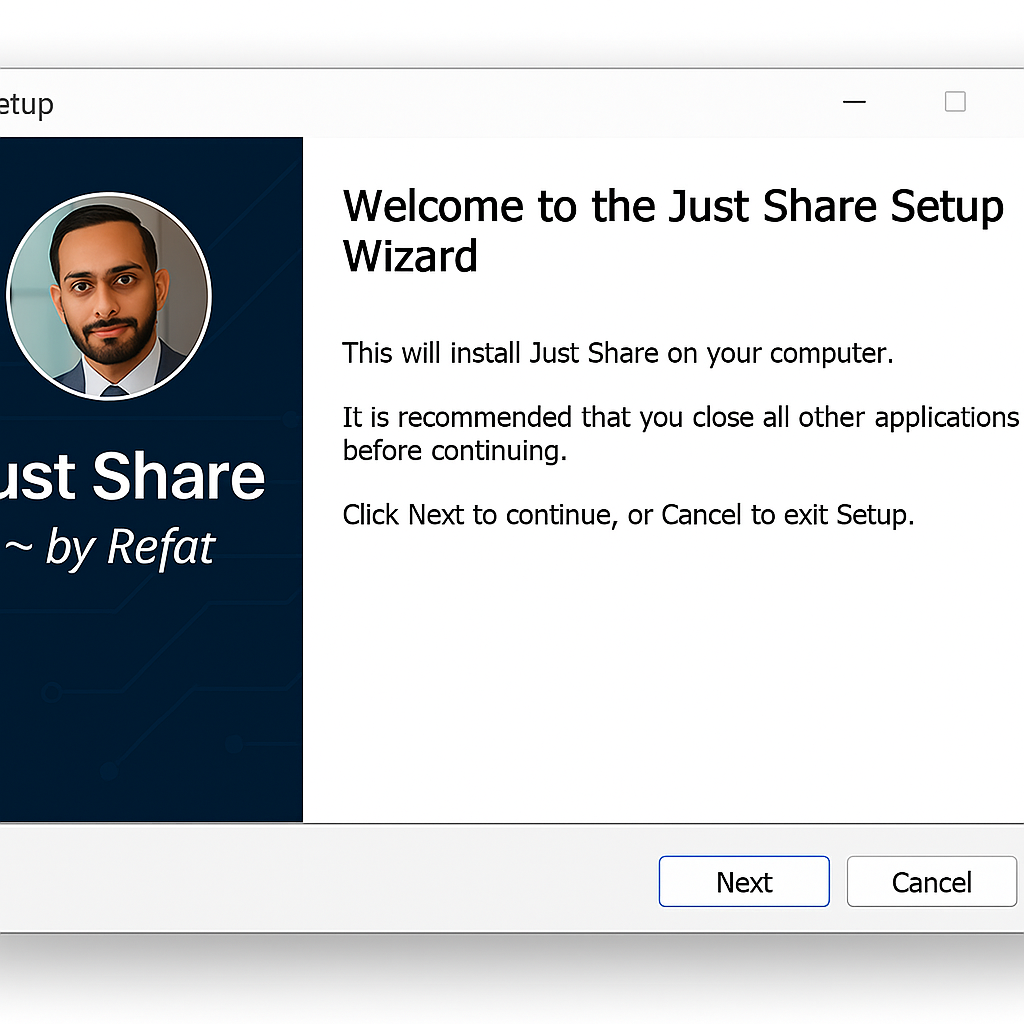 etup
ust Share
~ by Refat
Welcome to the Just Share Setup
Wizard
This will install Just Share on your computer.
It is recommended that you close all other applications
before continuing.
Click Next to continue, or Cancel to exit Setup.
Next
Cancel